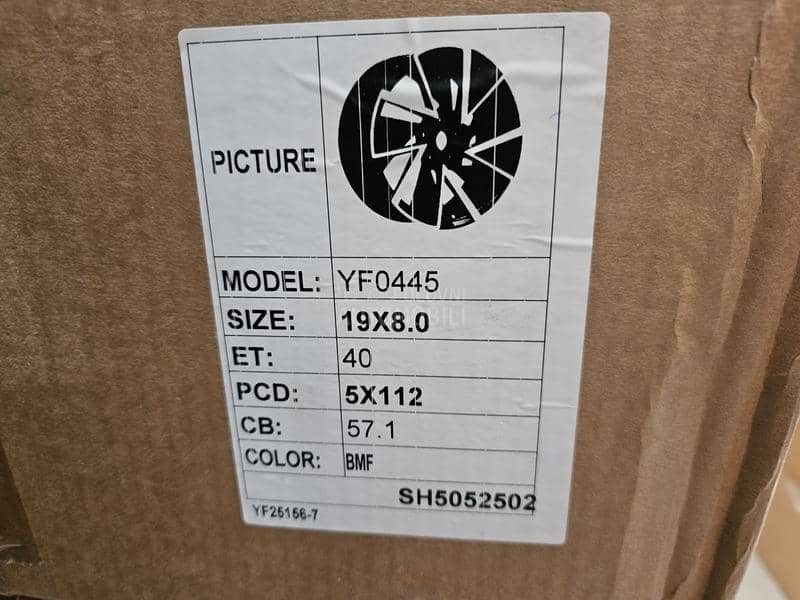 PICTURE
MODEL: YF0445
SIZE: 19X8.0
ET: 40
PCD: 5X112
CB: 57.1
COLOR: BMF
SH5052502
YF25156-7